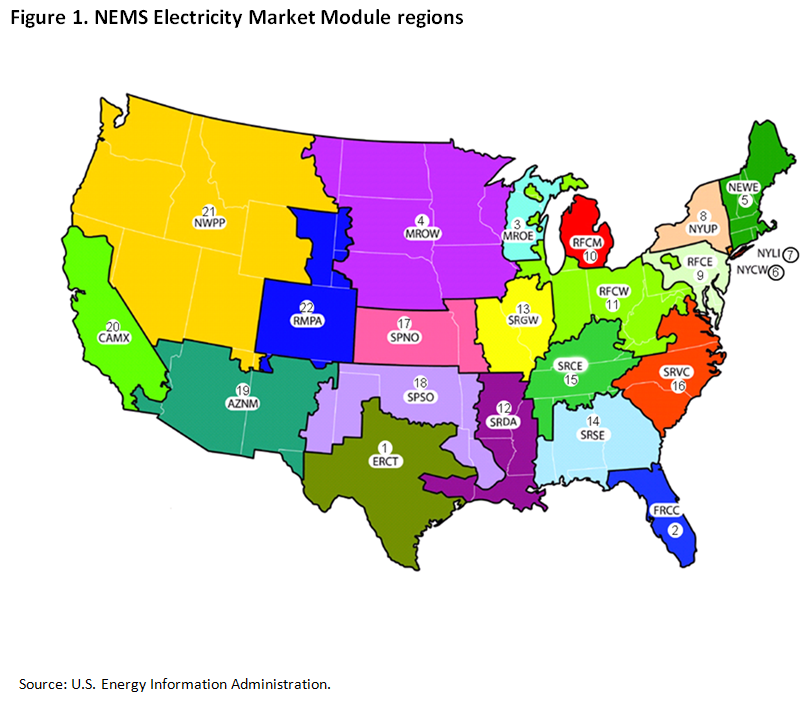 Figure 1. NEMS Electricity Market Module regions
21
NWPP
4
MROW
3
MROE
RFCM
10
NEWE
5
8
NYUP
RFCE
9
NYLI 7
NYCW 6
22
RMPA
17
SPNO
13
SRGW
RFCW
11
20
CAMX
19
AZNM
18
SPSO
12
SRDA
SRCE
15
SRVC
16
14
SRSE
1
ERCT
FRCC
2
Source: U.S. Energy Information Administration.